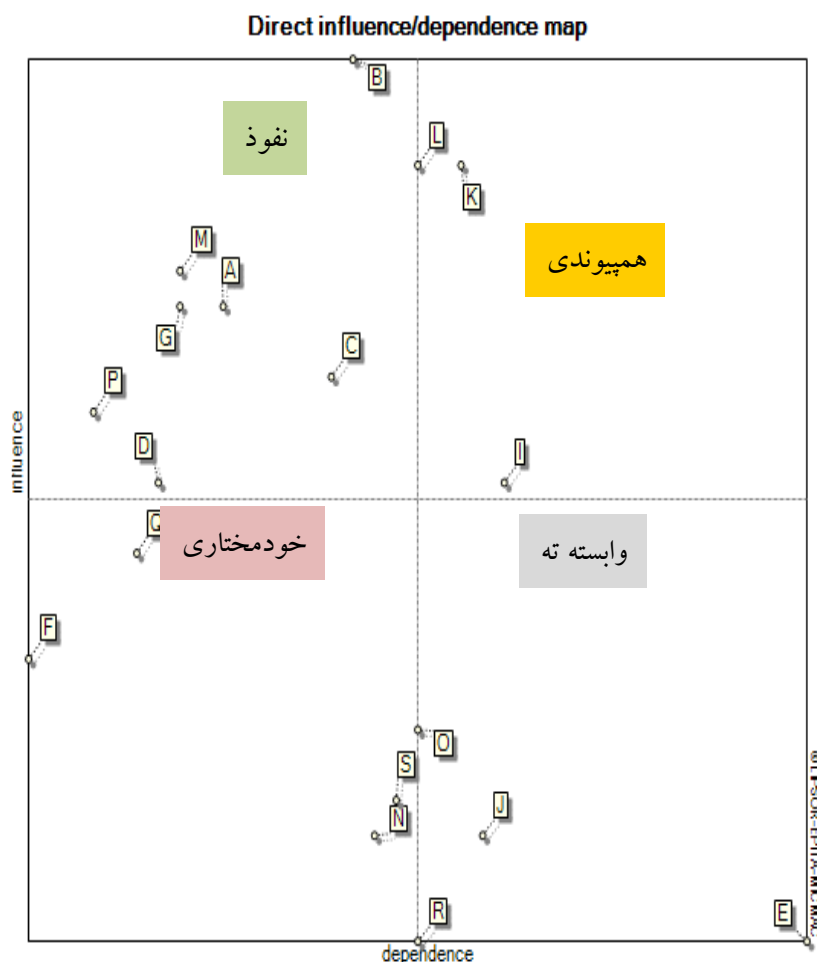 Direct influence/dependence map
B
نفوذ
L
K
M
A
همپیوندی
G
C
P
influence
D
I
Q
خودمختاری
وابسته ته
F
O
S
J
N
R
E
dependence